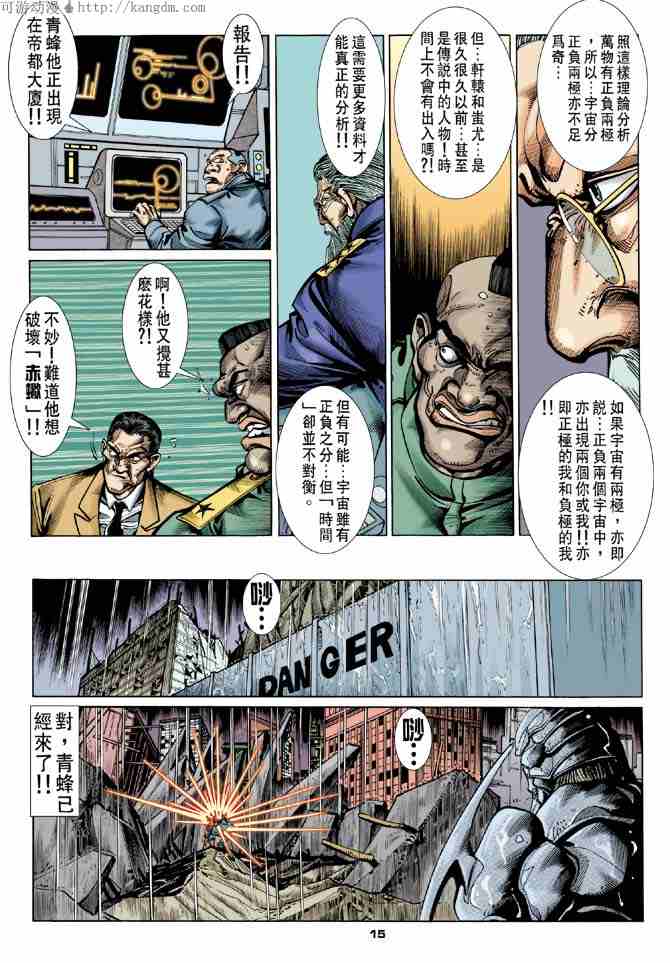 可游动漫 http://kangdm.com
照這樣理論分析
萬物有正負兩極
，所以…宇宙分
正負兩極亦不足
爲奇…
但…軒轅和蚩尤…是
很久很久以前…甚至
是傳說中的人物！時
間上不會有出入嗎?!
這需要更多資料才
能真正的分析!!
報告!!
青蜂他正出現
在帝都大廈!!
如果宇宙有兩極，亦即
說…正負兩個宇宙中，
亦出現兩個你或我!!亦
即正極的我和負極的我
!!
但有可能…宇宙雖有
正負之分…但「時間
」卻並不對衡。
啊！他又攪甚
麽花樣?!
不妙！難道他想
破壞「赤蠍」!!
吵…
DANGER
對，青蜂已
經來了!!
吵…
15